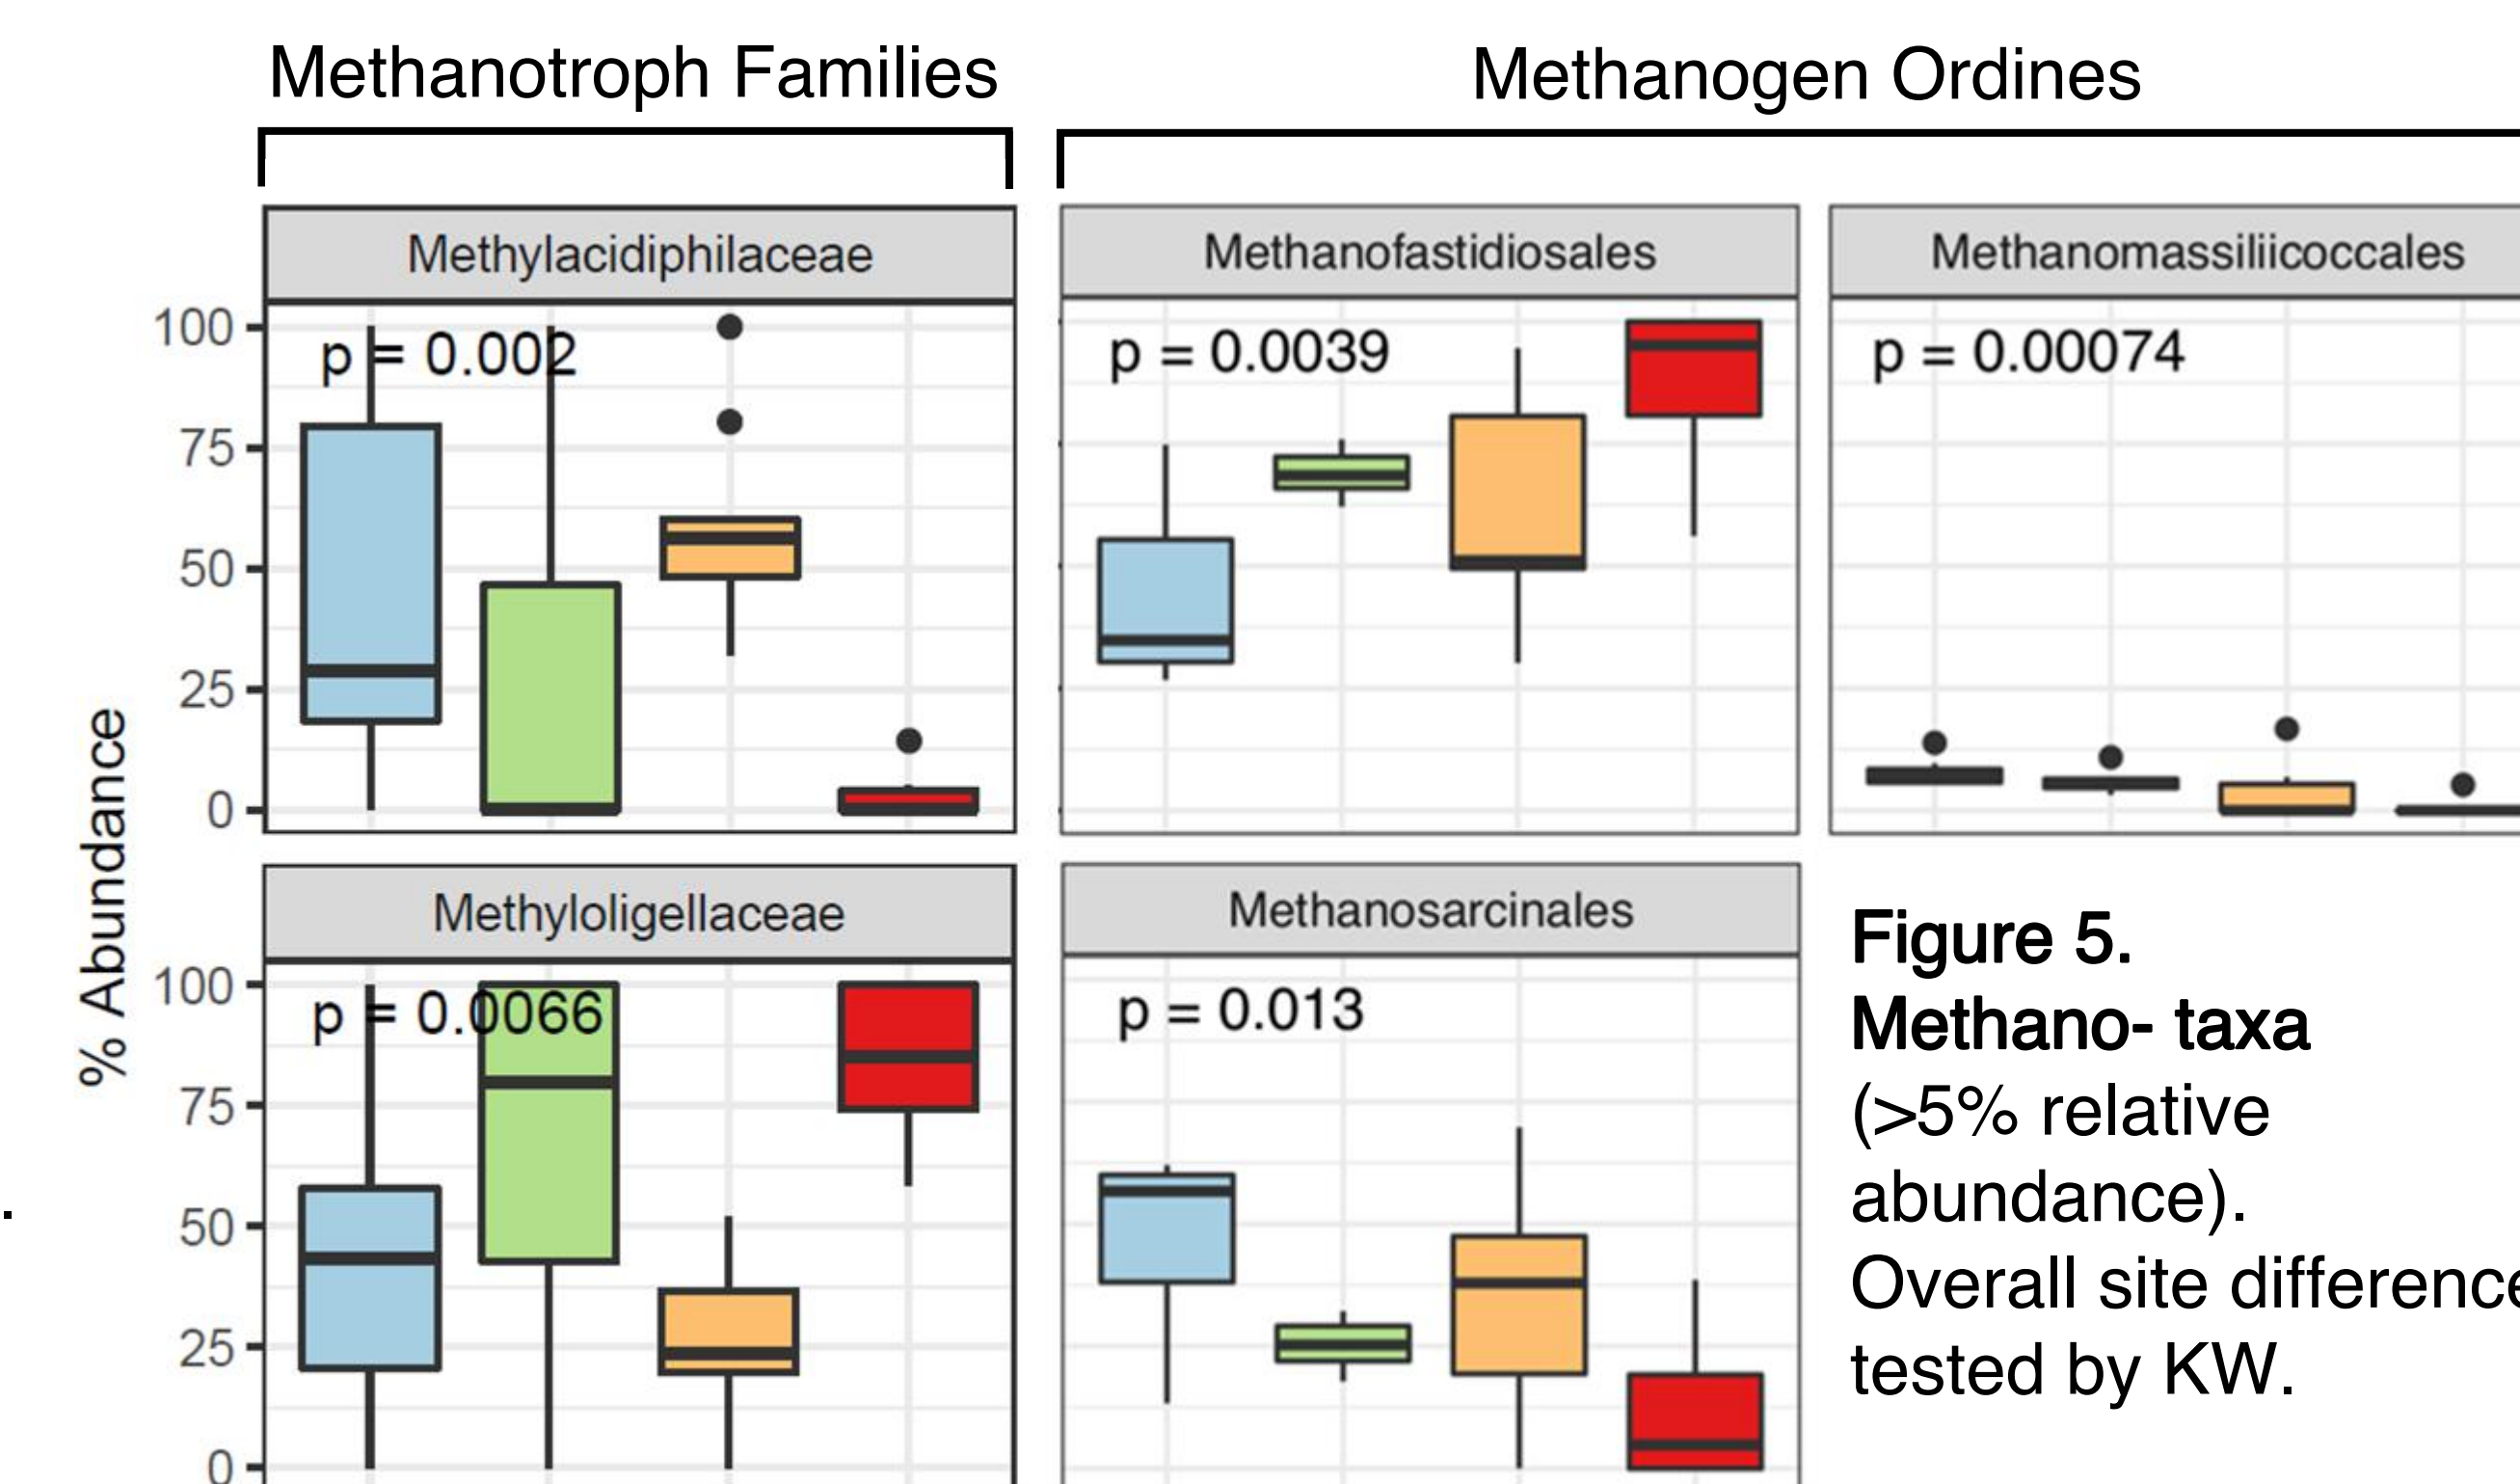 Methanotroph Families
Methanogen Ordines
Methylacidiphilaceae
Methanofastidiosales
Methanomassiliicoccales
% Abundance
100
75
50
25
0
p = 0.002
p = 0.0039
p = 0.00074
Methyloligellaceae
Methanosarcinales
100
75
50
25
0
p = 0.0066
p = 0.013
.
Figure 5.
Methano- taxa
(>5% relative
abundance).
Overall site difference
tested by KW.